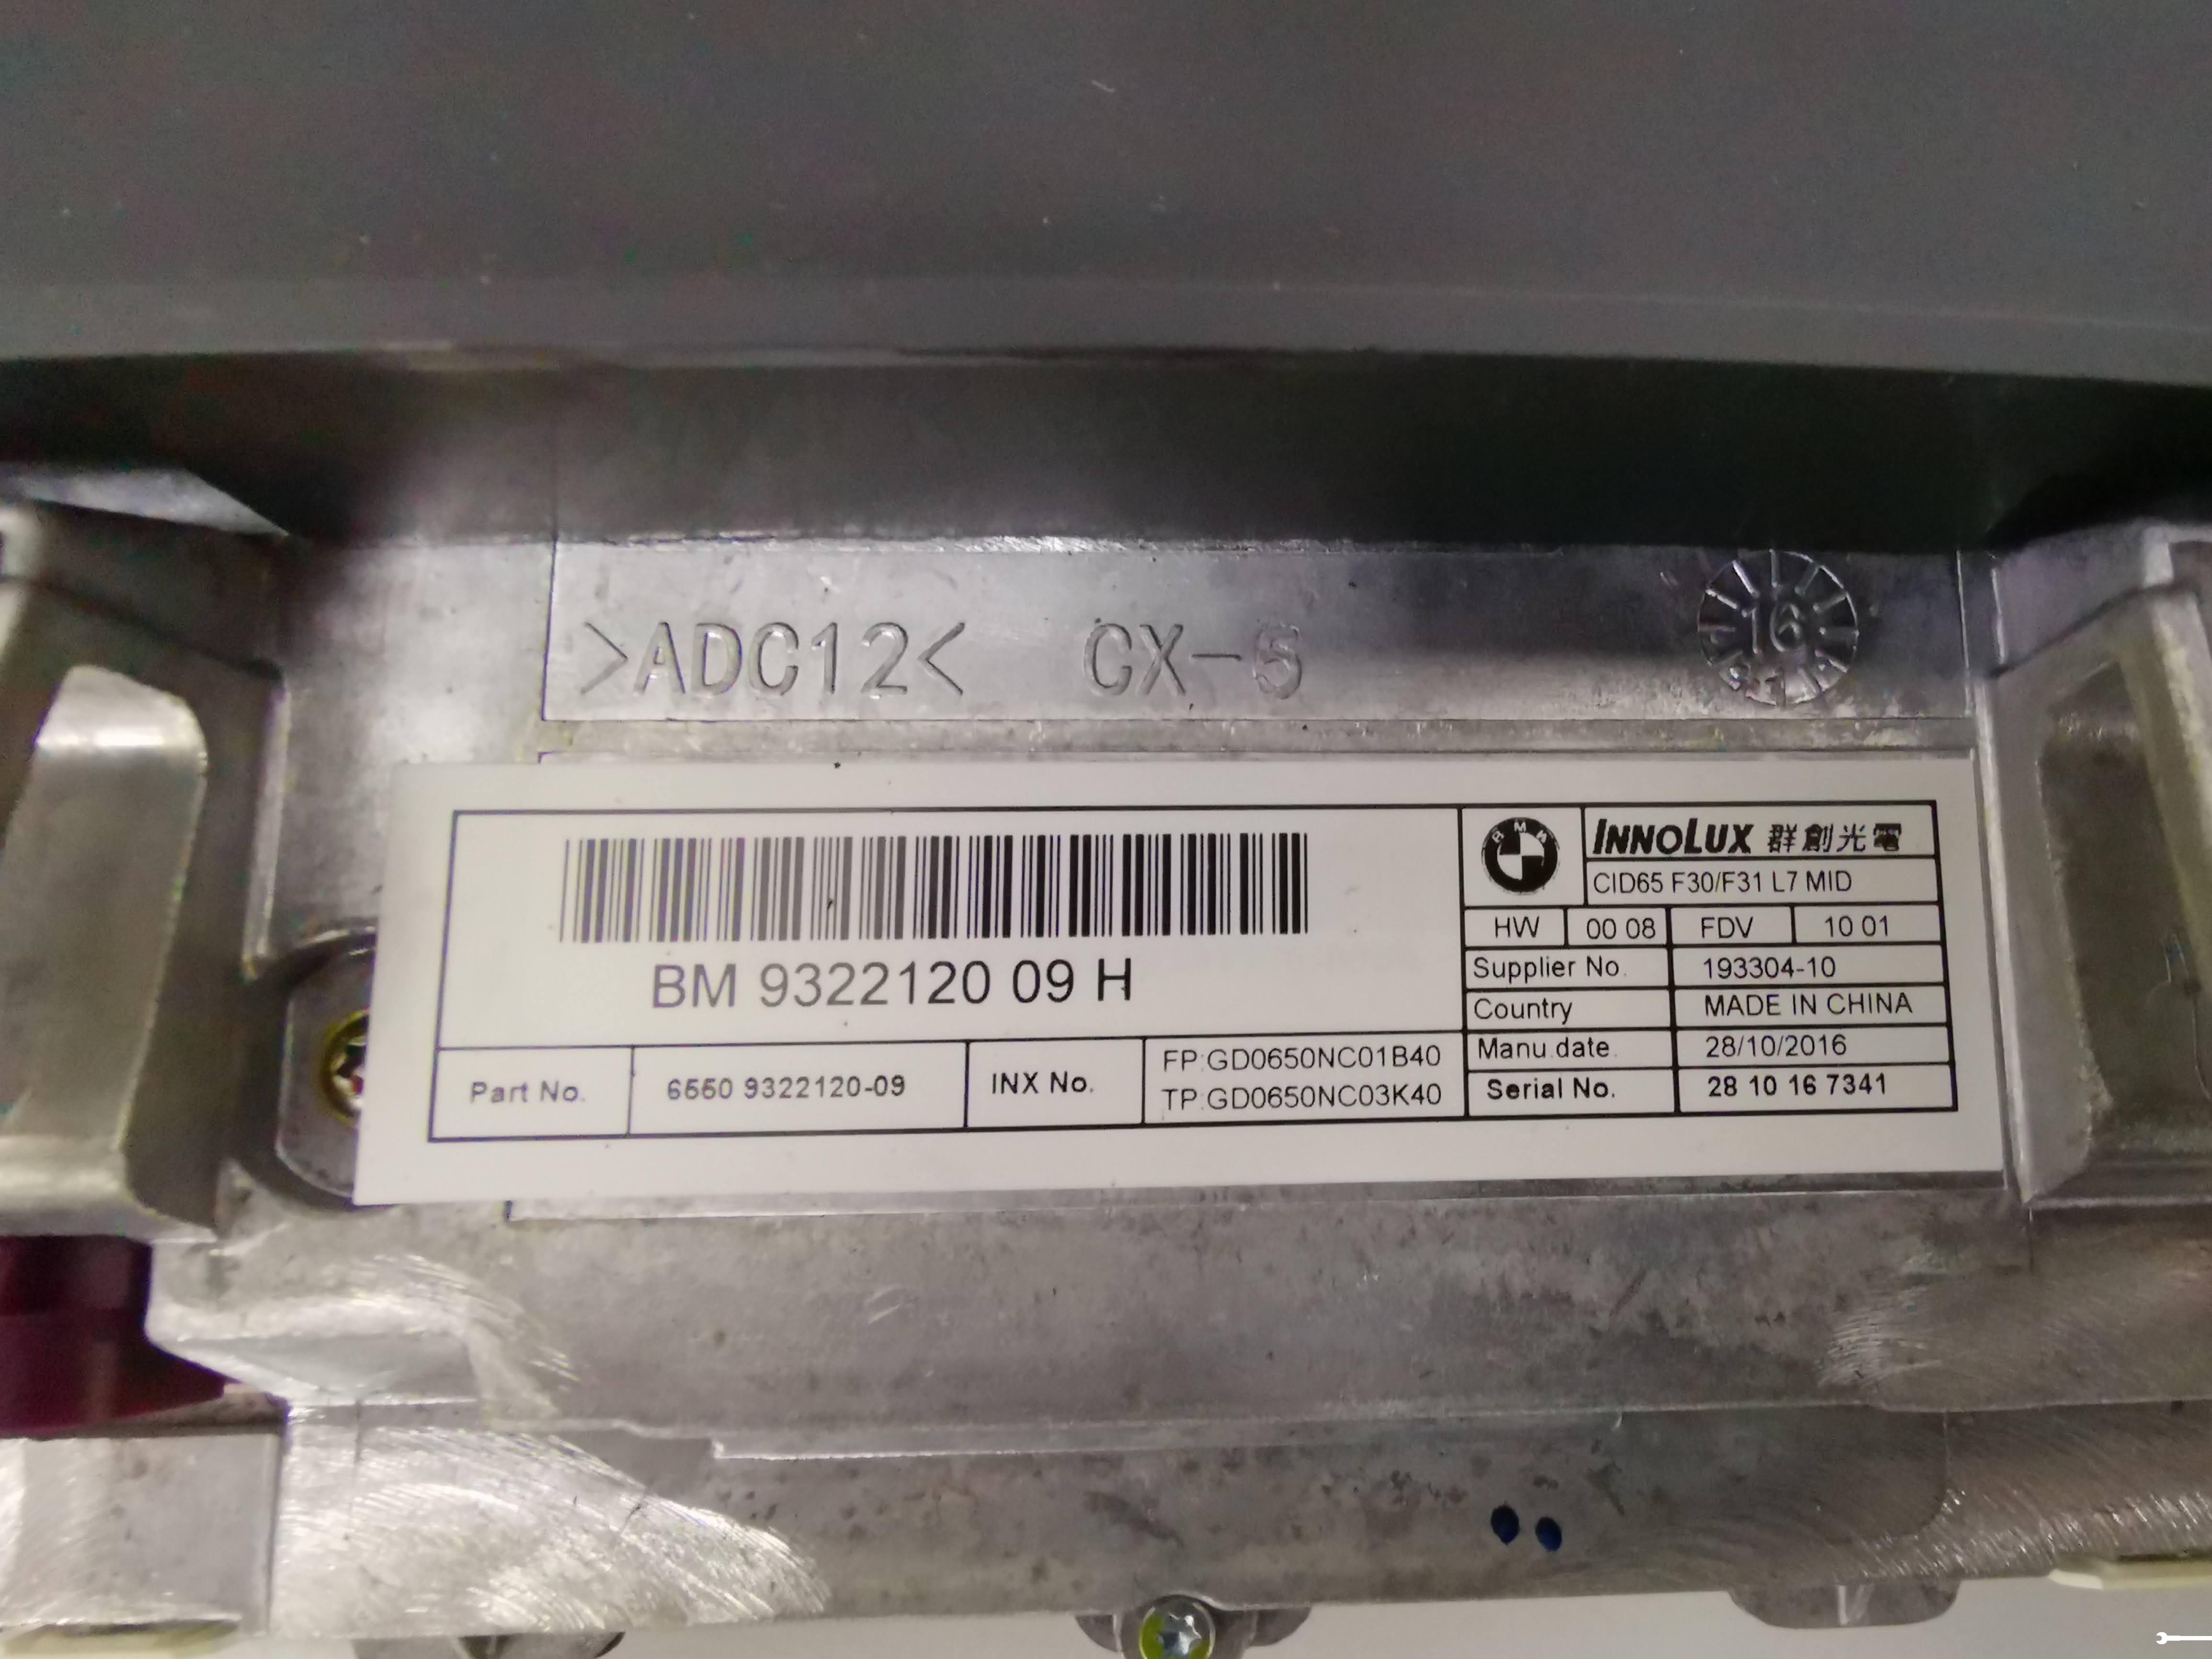 >ADC12< CX-6
16
BM 9322120 09 H
Part No. 6550 9322120-09
INX No. FP:GD0650NC01B40
TP:GD0650NC03K40
BMW
INNOLUX 群創光電
CID65 F30/F31 L7 MID
HW 00 08 FDV 10 01
Supplier No. 193304-10
Country MADE IN CHINA
Manu.date. 28/10/2016
Serial No. 28 10 16 7341